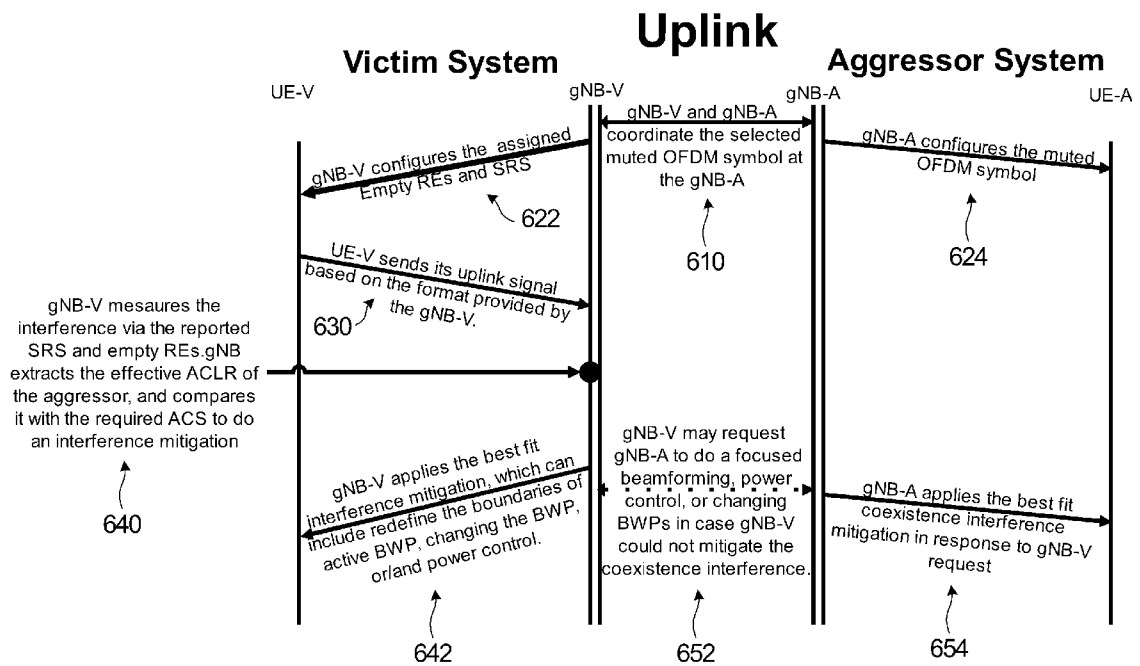 Uplink
Victim System
Aggressor System
UE-V
gNB-V
gNB-A
UE-A
gNB-V and gNB-A
coordinate the selected
muted OFDM symbol at
the gNB-A
610
gNB-V configures the assigned
Empty REs and SRS
622
gNB-A configures the muted
OFDM symbol
624
UE-V sends its uplink signal
based on the format provided by
the gNB-V.
630
gNB-V mesaures the
interference via the reported
SRS and empty REs.gNB
extracts the effective ACLR of
the aggressor, and compares
it with the required ACS to do
an interference mitigation
640
gNB-V applies the best fit
interference mitigation, which can
include redefine the boundaries of
active BWP, changing the BWP,
or/and power control.
642
gNB-V may request
gNB-A to do a focused
beamforming, power
control, or changing
BWPs in case gNB-V
could not mitigate the
coexistence interference.
652
gNB-A applies the best fit
coexistence interference
mitigation in response to gNB-V
request
654